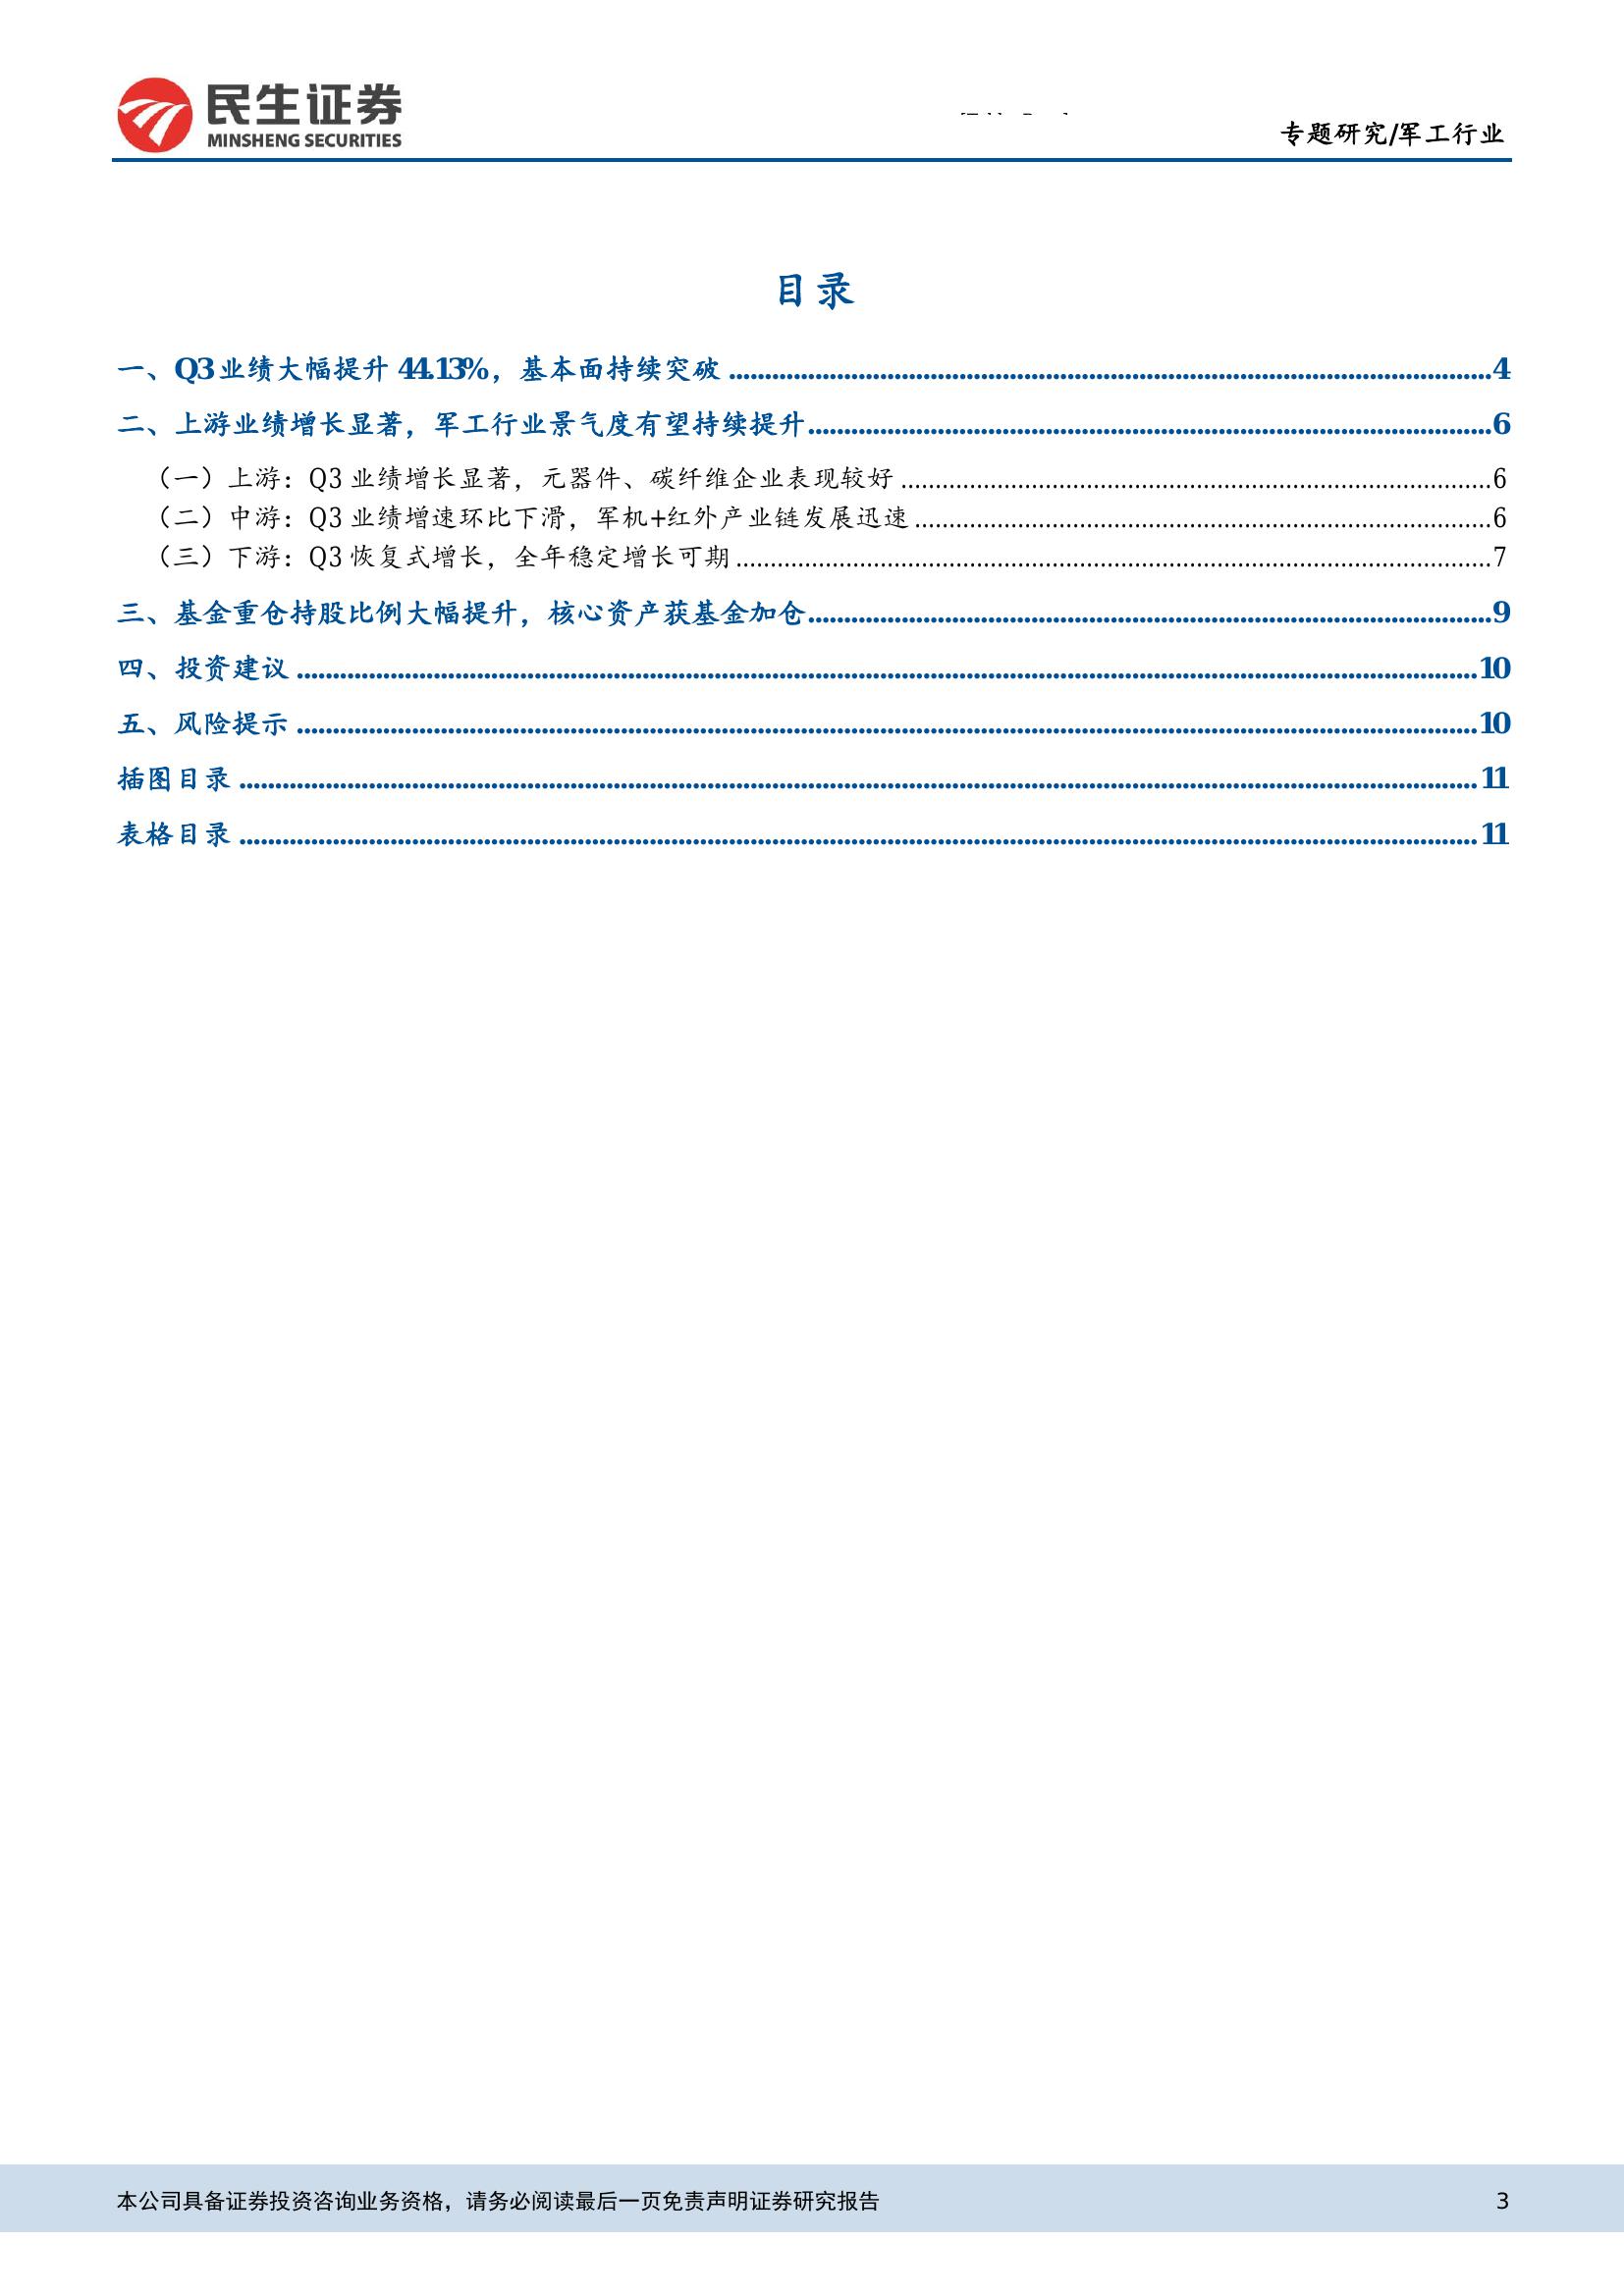 民生证券
MINSHENG SECURITIES
专题研究/军工行业
目录
一、Q3 业绩大幅提升 44.13%，基本面持续突破 ........ 4
二、上游业绩增长显著，军工行业景气度有望持续提升 ........ 6
（一）上游：Q3 业绩增长显著，元器件、碳纤维企业表现较好 ........ 6
（二）中游：Q3 业绩增速环比下滑，军机+红外产业链发展迅速 ........ 6
（三）下游：Q3 恢复式增长，全年稳定增长可期 ........ 7
三、基金重仓持股比例大幅提升，核心资产获基金加仓 ........ 9
四、投资建议 ........ 10
五、风险提示 ........ 10
插图目录 ........ 11
表格目录 ........ 11
本公司具备证券投资咨询业务资格，请务必阅读最后一页免责声明证券研究报告 3